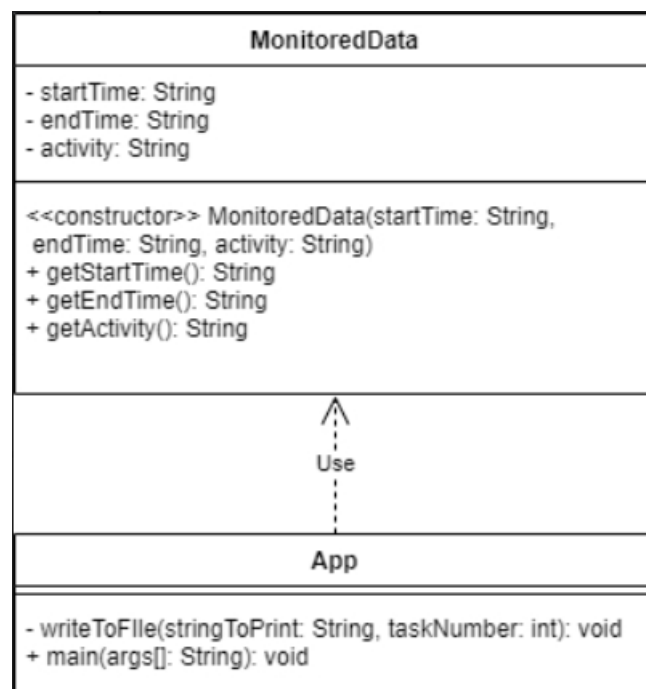 MonitoredData
- startTime: String
- endTime: String
- activity: String
<<constructor>> MonitoredData(startTime: String,
endTime: String, activity: String)
+ getStartTime(): String
+ getEndTime(): String
+ getActivity(): String
Use
App
- writeToFIle(stringToPrint: String, taskNumber: int): void
+ main(args[]: String): void